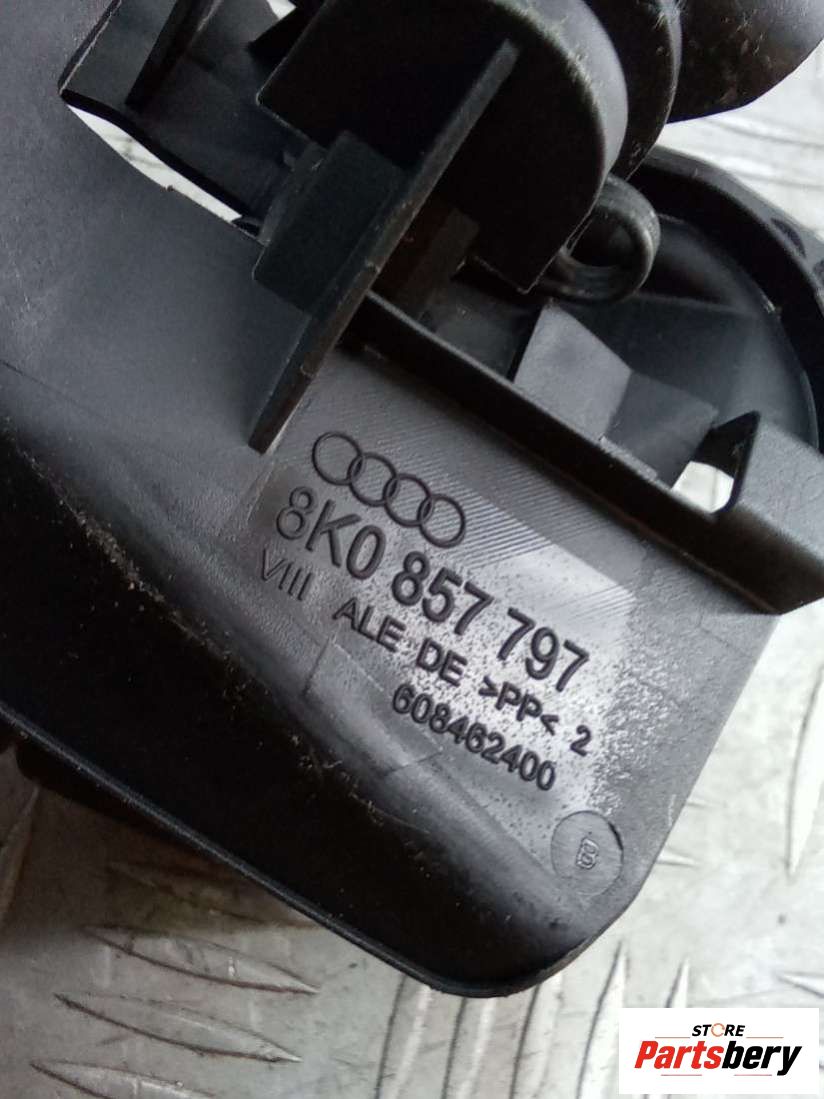 8K0 857 797
VIII ALE DE >PP< 2
608462400
B
STORE
Partsbery